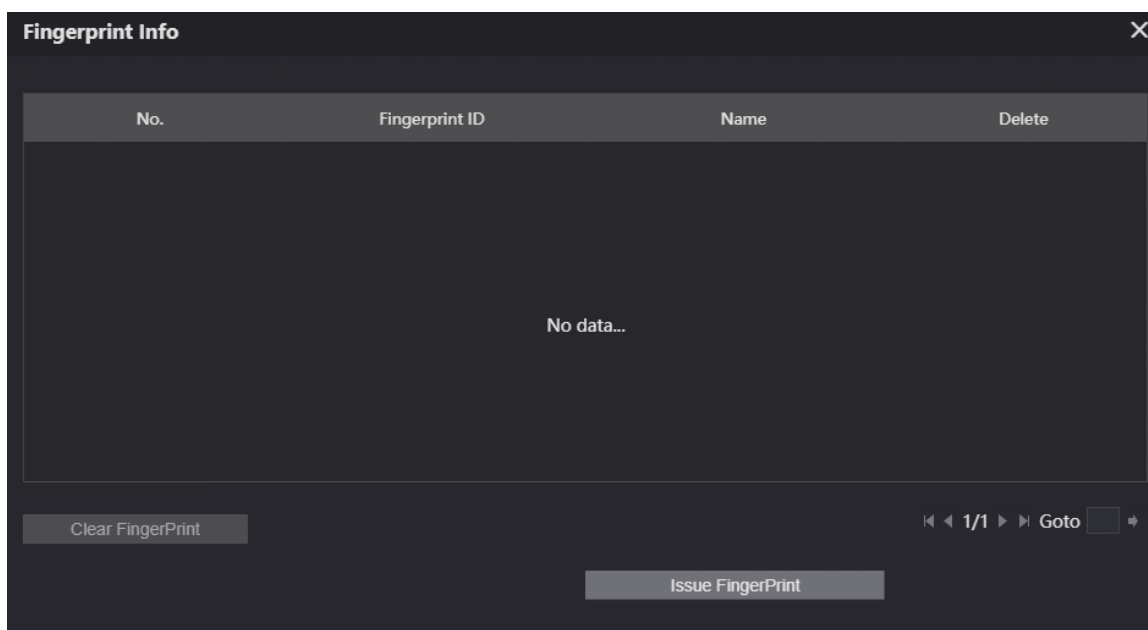 Fingerprint Info
No. Fingerprint ID Name Delete
No data...
Clear FingerPrint 1/1 Goto
Issue FingerPrint